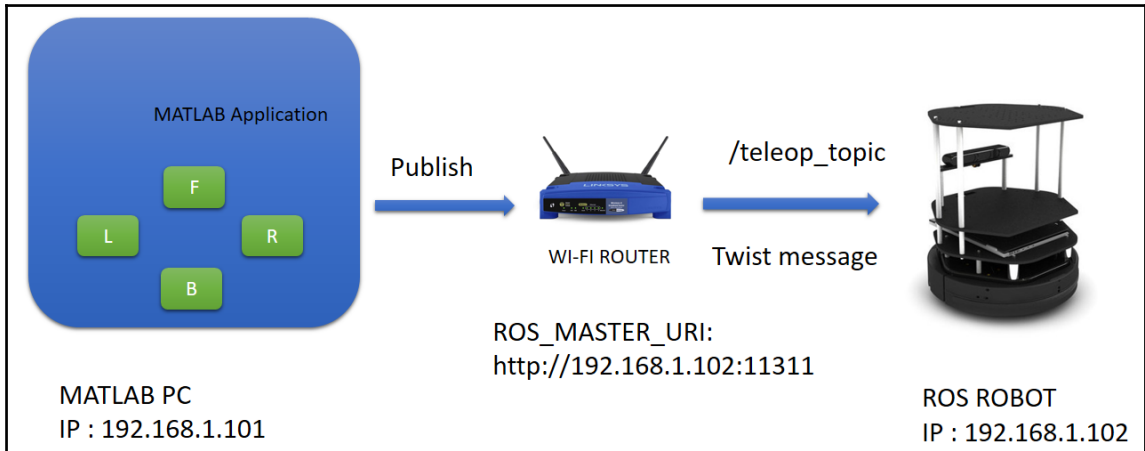 MATLAB Application
F
L
R
B
MATLAB PC
IP : 192.168.1.101
Publish
LINKSYS
WI-FI ROUTER
ROS_MASTER_URI:
http://192.168.1.102:11311
/teleop_topic
Twist message
ROS ROBOT
IP : 192.168.1.102